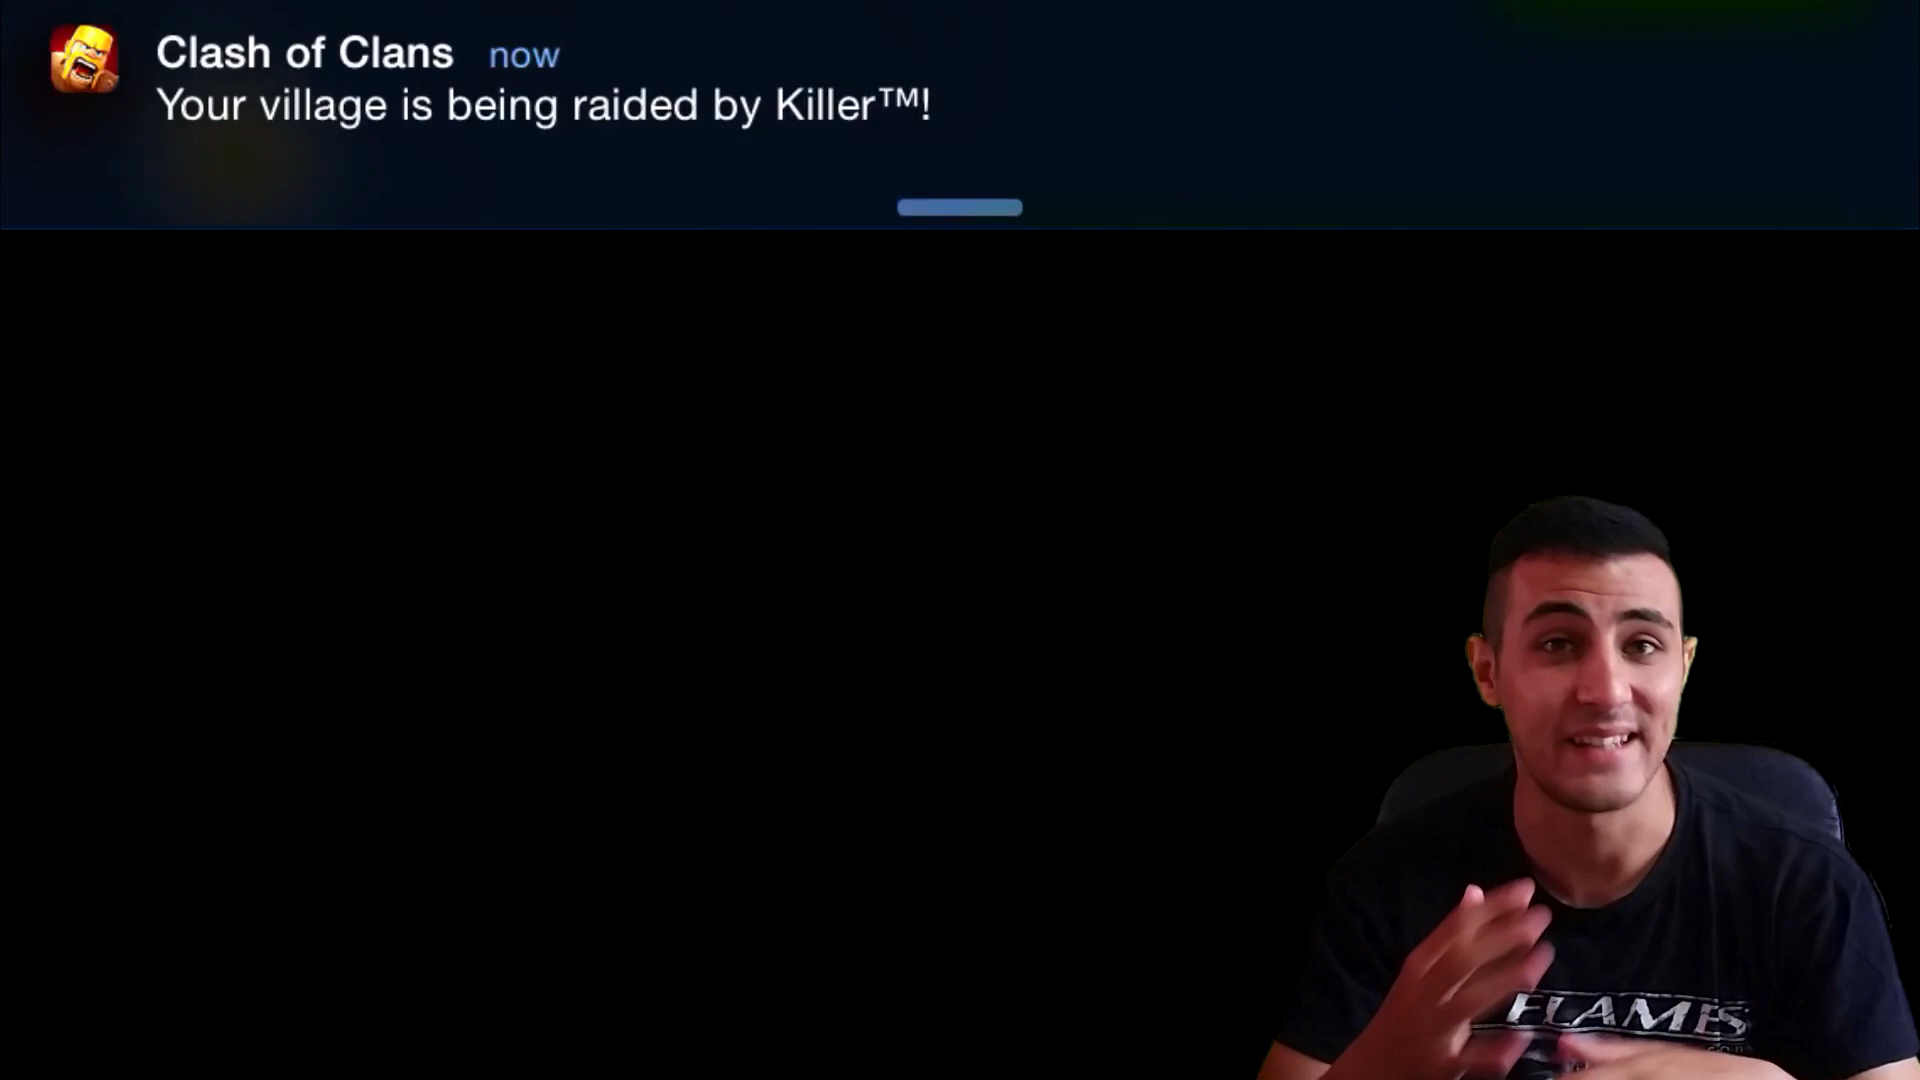 Clash of Clans now
Your village is being raided by Killer™!
FLAMES